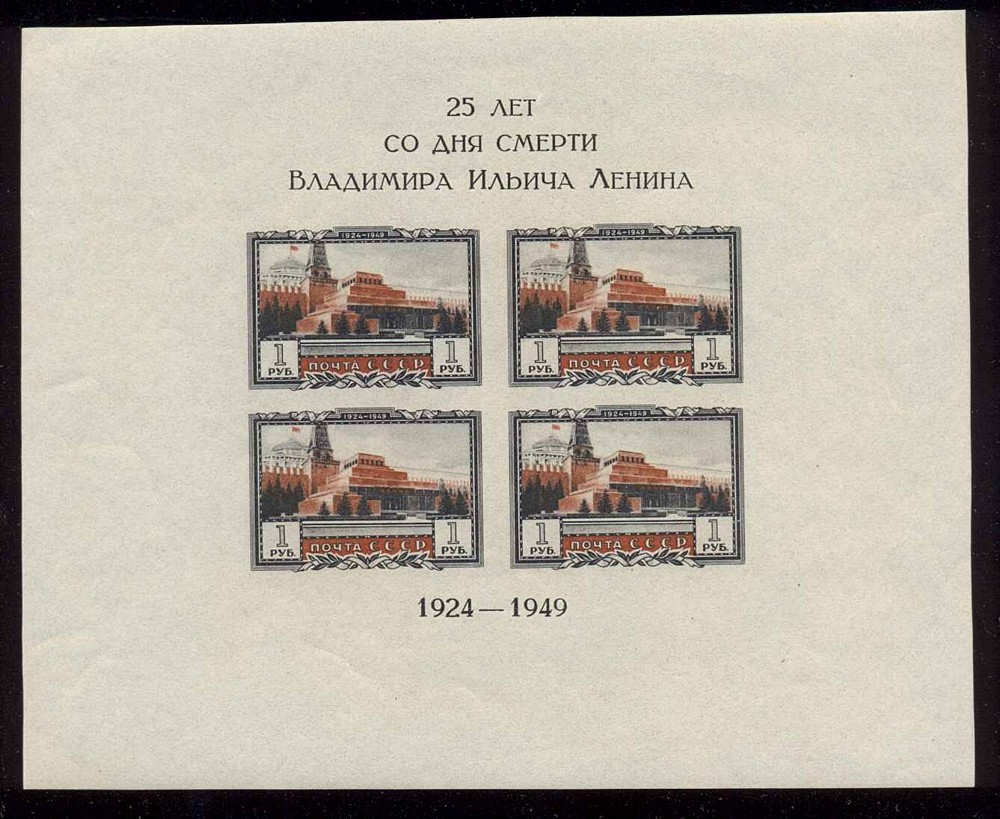 25 ЛЕТ
СО ДНЯ СМЕРТИ
ВЛАДИМИРА ИЛЬИЧА ЛЕНИНА
1924-1949
1 РУБ.
ПОЧТА СССР
1 РУБ.
1924-1949
1 РУБ.
ПОЧТА СССР
1 РУБ.
1924-1949
1 РУБ.
ПОЧТА СССР
1 РУБ.
1924-1949
1 РУБ.
ПОЧТА СССР
1 РУБ.
1924—1949